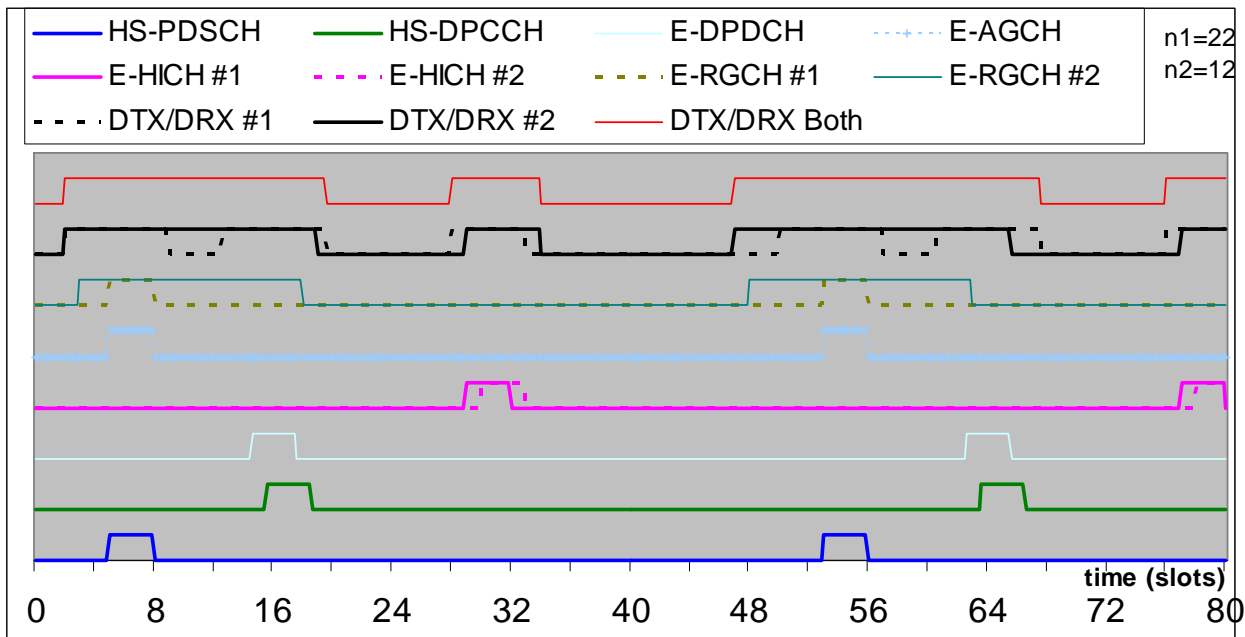 HS-PDSCH HS-DPCCH E-DPDCH E-AGCH
n1=22
E-HICH #1 E-HICH #2 E-RGCH #1 E-RGCH #2
n2=12
DTX/DRX #1 DTX/DRX #2 DTX/DRX Both
time (slots)
0 8 16 24 32 40 48 56 64 72 80